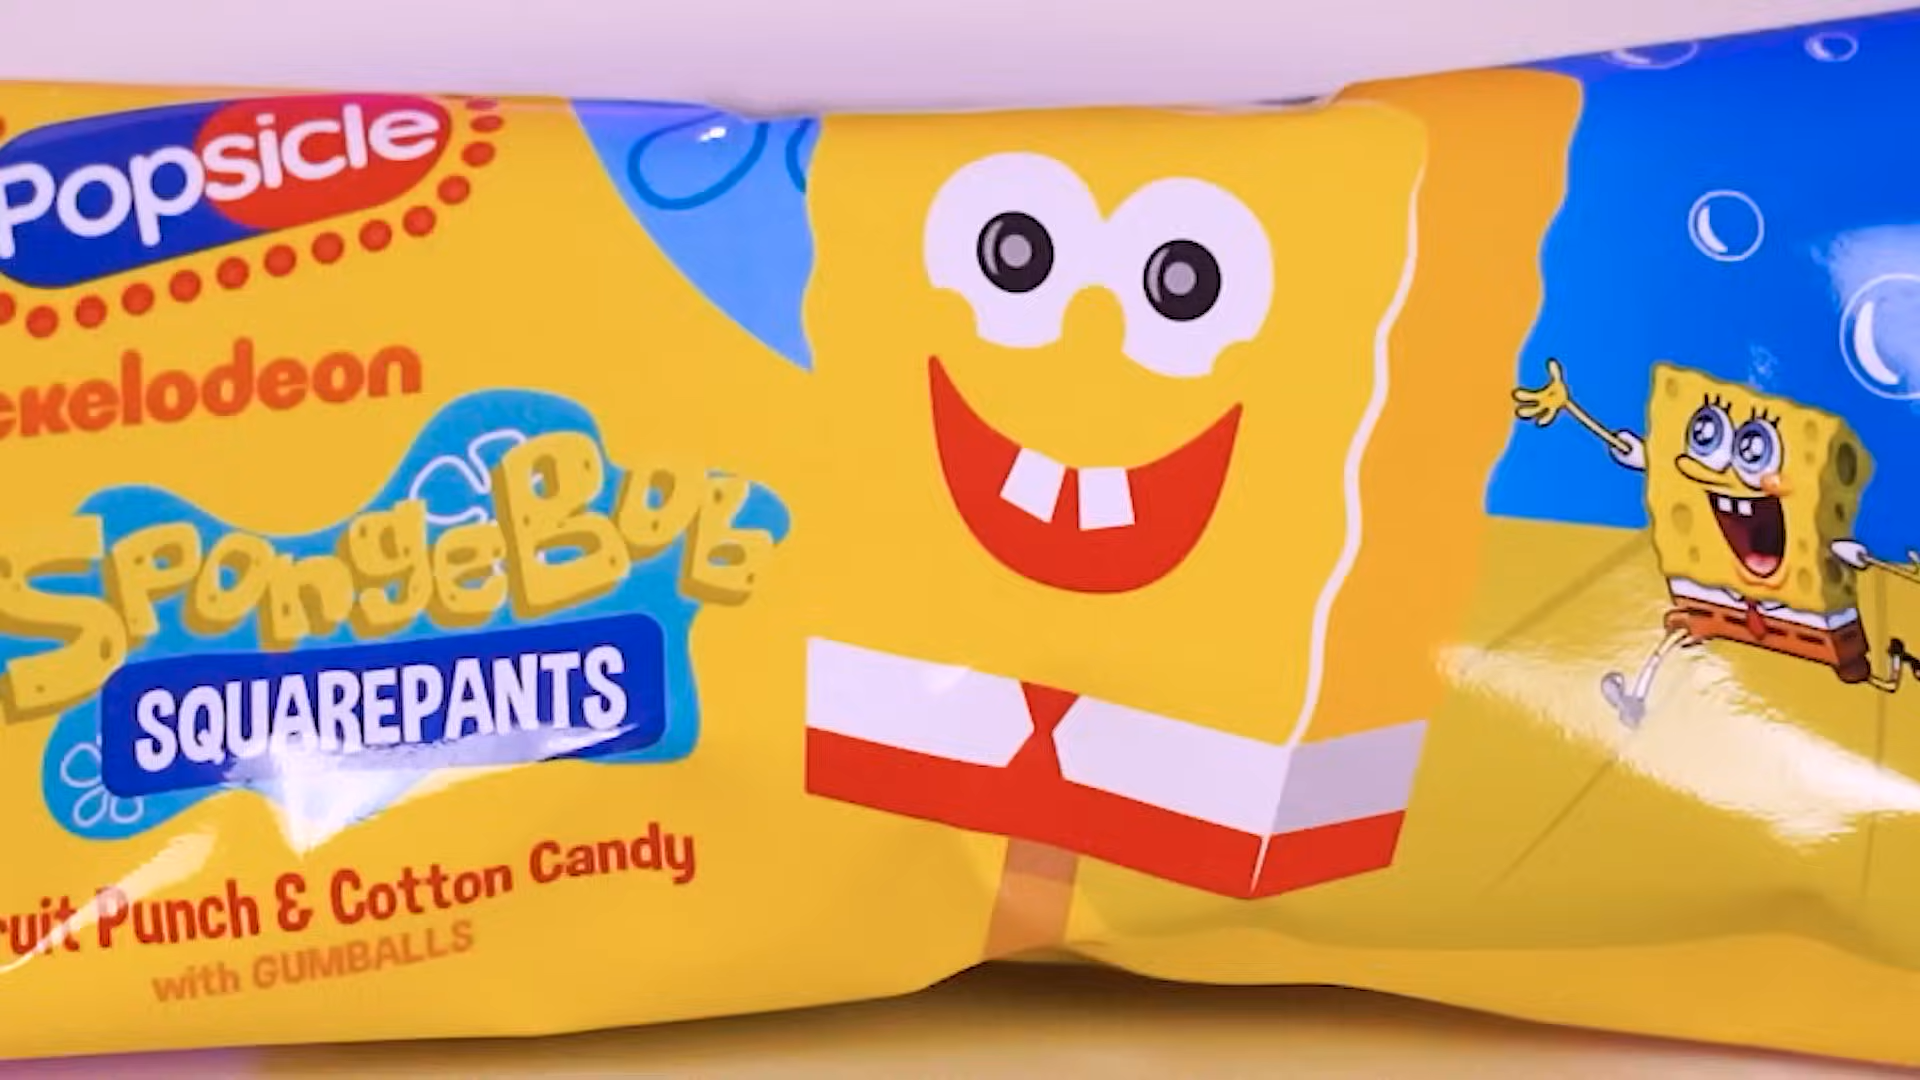 Popsicle
ckelodeon
SpongeBob
SQUAREPANTS
ruit Punch & Cotton Candy
with GUMBALLS